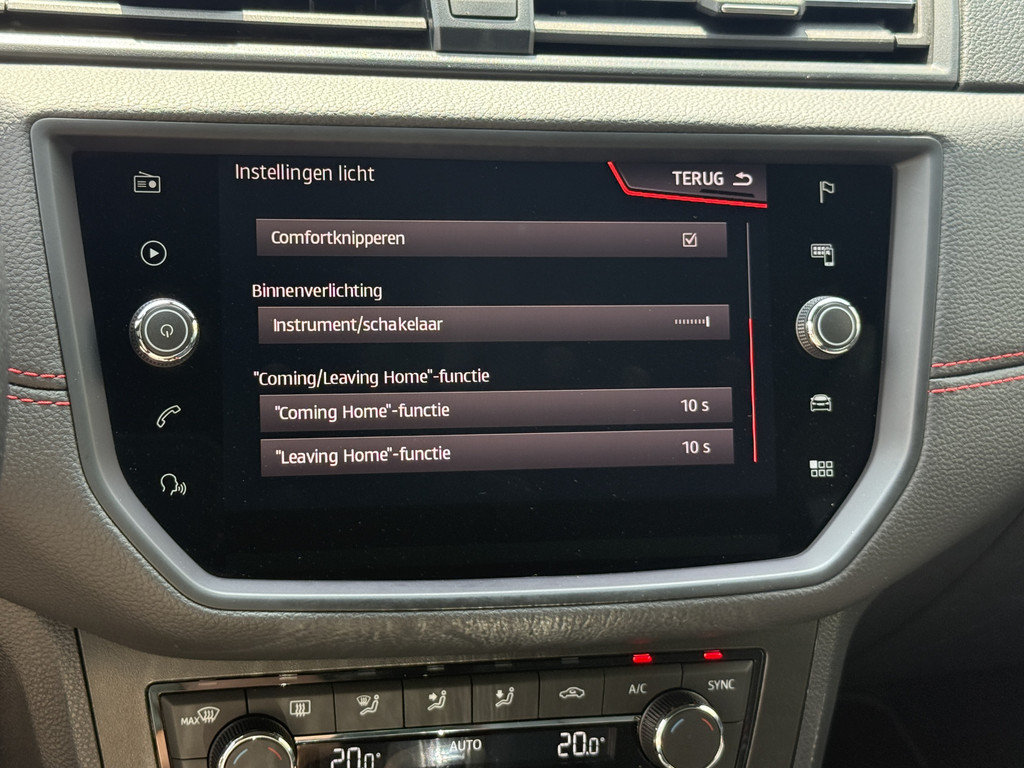 Instellingen licht
TERUG
Comfortknipperen
Binnenverlichting
Instrument/schakelaar
"Coming/Leaving Home"-functie
"Coming Home"-functie 10 s
"Leaving Home"-functie 10 s
MAX
A/C
SYNC
20.0°
AUTO
20.0°